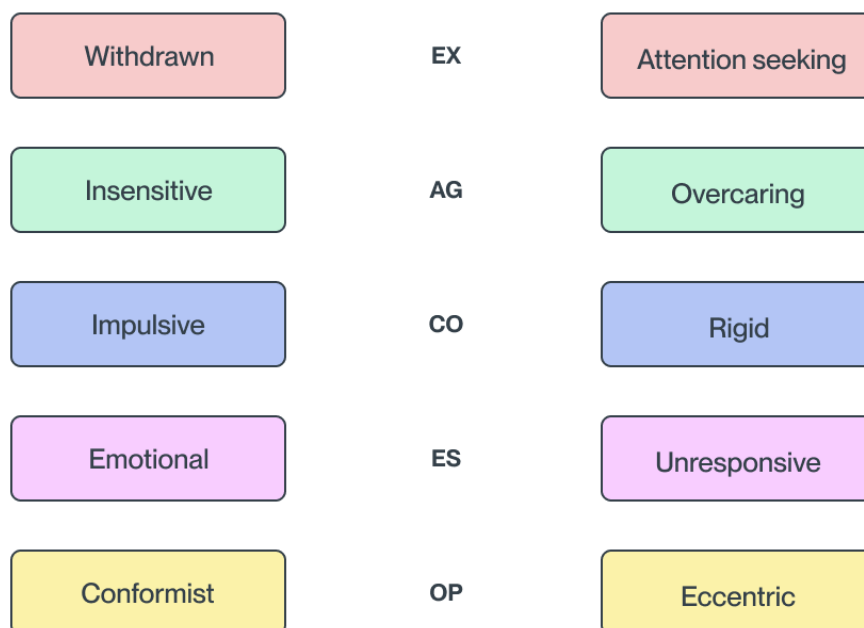 Withdrawn EX Attention seeking
Insensitive AG Overcaring
Impulsive CO Rigid
Emotional ES Unresponsive
Conformist OP Eccentric